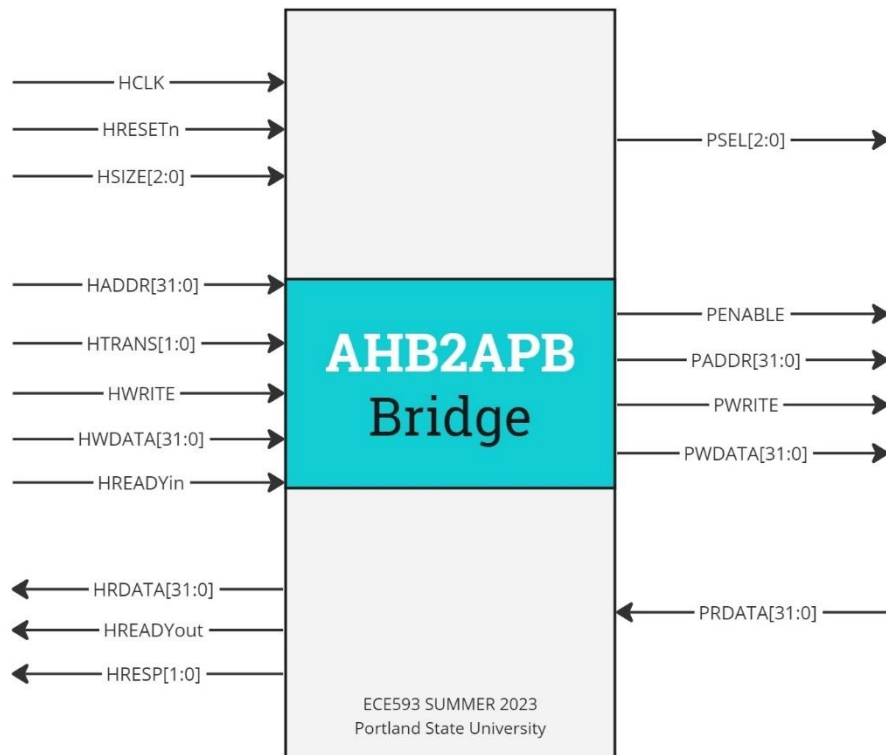 HCLK
HRESETn
HSIZE[2:0]
HADDR[31:0]
HTRANS[1:0]
HWRITE
HWDATA[31:0]
HREADYin
HRDATA[31:0]
HREADYout
HRESP[1:0]
AHB2APB
Bridge
ECE593 SUMMER 2023
Portland State University
PSEL[2:0]
PENABLE
PADDR[31:0]
PWRITE
PWDATA[31:0]
PRDATA[31:0]